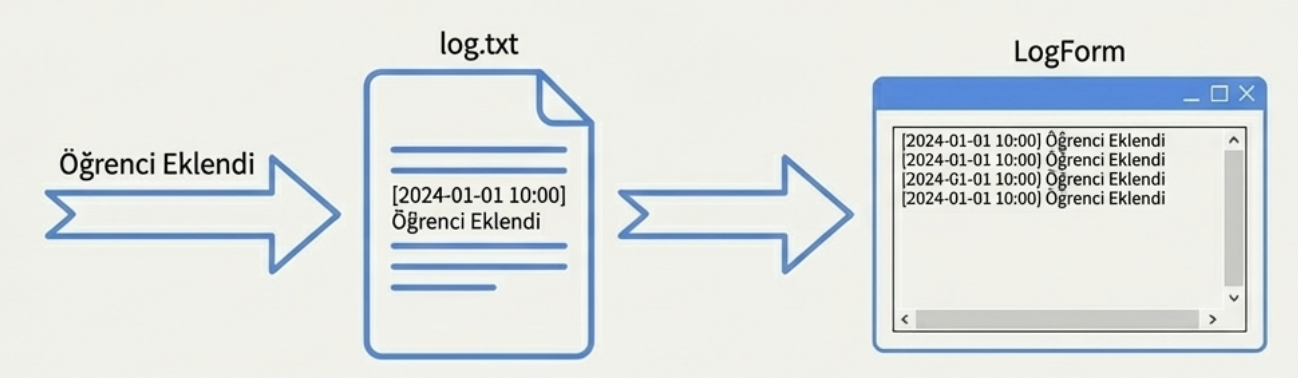 Öğrenci Eklendi
log.txt
[2024-01-01 10:00]
Öğrenci Eklendi
LogForm
[2024-01-01 10:00] Öğrenci Eklendi
[2024-01-01 10:00] Öğrenci Eklendi
[2024-G1-01 10:00] Öğrenci Eklendi
[2024-01-01 10:00] Öğrenci Eklendi